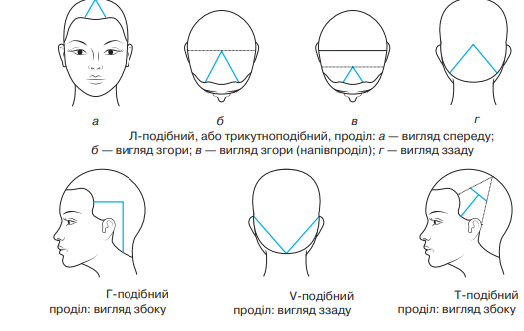 а
б
в
г
Л-подібний, або трикутноподібний, проділ: а — вигляд спереду;
б — вигляд згори; в — вигляд згори (напівпроділ); г — вигляд ззаду
Г-подібний
проділ: вигляд збоку
V-подібний
проділ: вигляд ззаду
Т-подібний
проділ: вигляд збоку